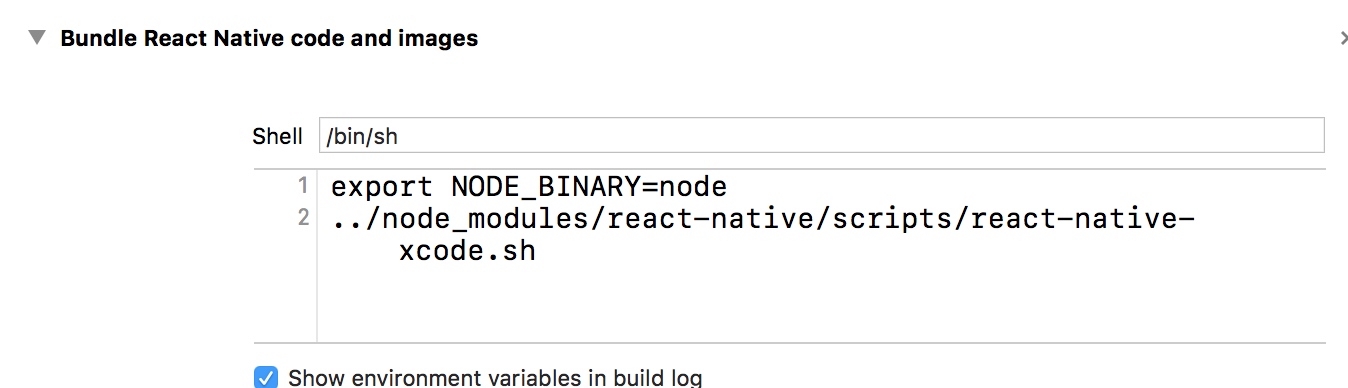 Bundle React Native code and images
Shell /bin/sh
1 export NODE_BINARY=node
2 ../node_modules/react-native/scripts/react-native-
xcode.sh
Show environment variables in build log